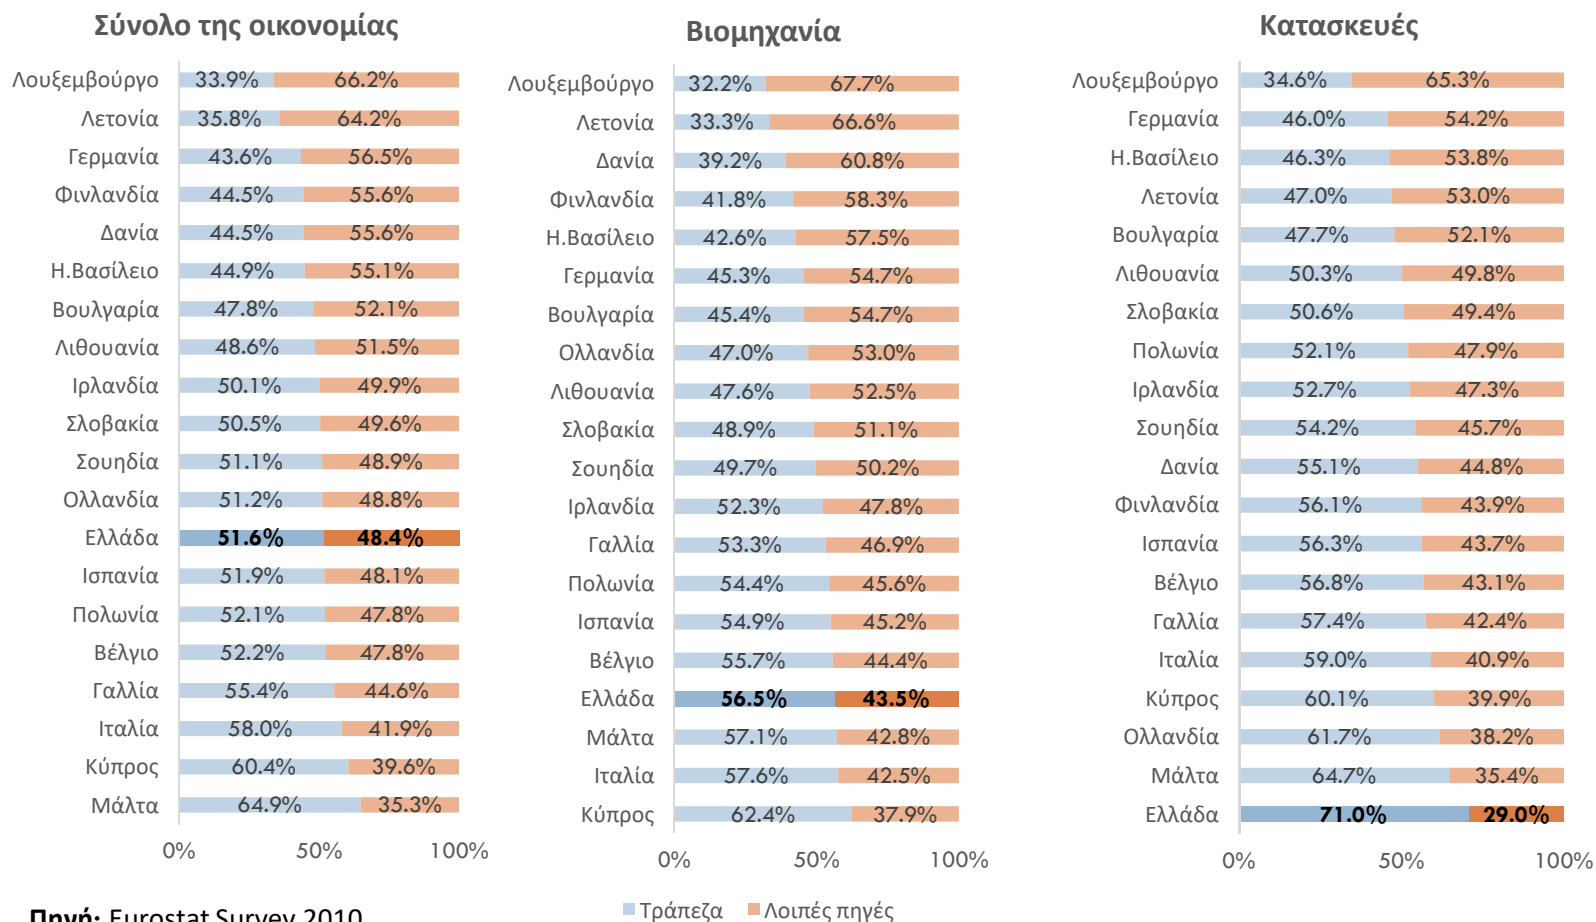 Σύνολο της οικονομίας
Λουξεμβούργο 33.9% 66.2%
Λετονία 35.8% 64.2%
Γερμανία 43.6% 56.5%
Φινλανδία 44.5% 55.6%
Δανία 44.5% 55.6%
Η.Βασίλειο 44.9% 55.1%
Βουλγαρία 47.8% 52.1%
Λιθουανία 48.6% 51.5%
Ιρλανδία 50.1% 49.9%
Σλοβακία 50.5% 49.6%
Σουηδία 51.1% 48.9%
Ολλανδία 51.2% 48.8%
Ελλάδα 51.6% 48.4%
Ισπανία 51.9% 48.1%
Πολωνία 52.1% 47.8%
Βέλγιο 52.2% 47.8%
Γαλλία 55.4% 44.6%
Ιταλία 58.0% 41.9%
Κύπρος 60.4% 39.6%
Μάλτα 64.9% 35.3%
0% 50% 100%
Βιομηχανία
Λουξεμβούργο 32.2% 67.7%
Λετονία 33.3% 66.6%
Δανία 39.2% 60.8%
Φινλανδία 41.8% 58.3%
Η.Βασίλειο 42.6% 57.5%
Γερμανία 45.3% 54.7%
Βουλγαρία 45.4% 54.7%
Ολλανδία 47.0% 53.0%
Λιθουανία 47.6% 52.5%
Σλοβακία 48.9% 51.1%
Σουηδία 49.7% 50.2%
Ιρλανδία 52.3% 47.8%
Γαλλία 53.3% 46.9%
Πολωνία 54.4% 45.6%
Ισπανία 54.9% 45.2%
Βέλγιο 55.7% 44.4%
Ελλάδα 56.5% 43.5%
Μάλτα 57.1% 42.8%
Ιταλία 57.6% 42.5%
Κύπρος 62.4% 37.9%
0% 50% 100%
Κατασκευές
Λουξεμβούργο 34.6% 65.3%
Γερμανία 46.0% 54.2%
Η.Βασίλειο 46.3% 53.8%
Λετονία 47.0% 53.0%
Βουλγαρία 47.7% 52.1%
Λιθουανία 50.3% 49.8%
Σλοβακία 50.6% 49.4%
Πολωνία 52.1% 47.9%
Ιρλανδία 52.7% 47.3%
Σουηδία 54.2% 45.7%
Δανία 55.1% 44.8%
Φινλανδία 56.1% 43.9%
Ισπανία 56.3% 43.7%
Βέλγιο 56.8% 43.1%
Γαλλία 57.4% 42.4%
Ιταλία 59.0% 40.9%
Κύπρος 60.1% 39.9%
Ολλανδία 61.7% 38.2%
Μάλτα 64.7% 35.4%
Ελλάδα 71.0% 29.0%
0% 50% 100%
Τράπεζα Λοιπές πηγές
Πηγή: Eurostat Survey 2010